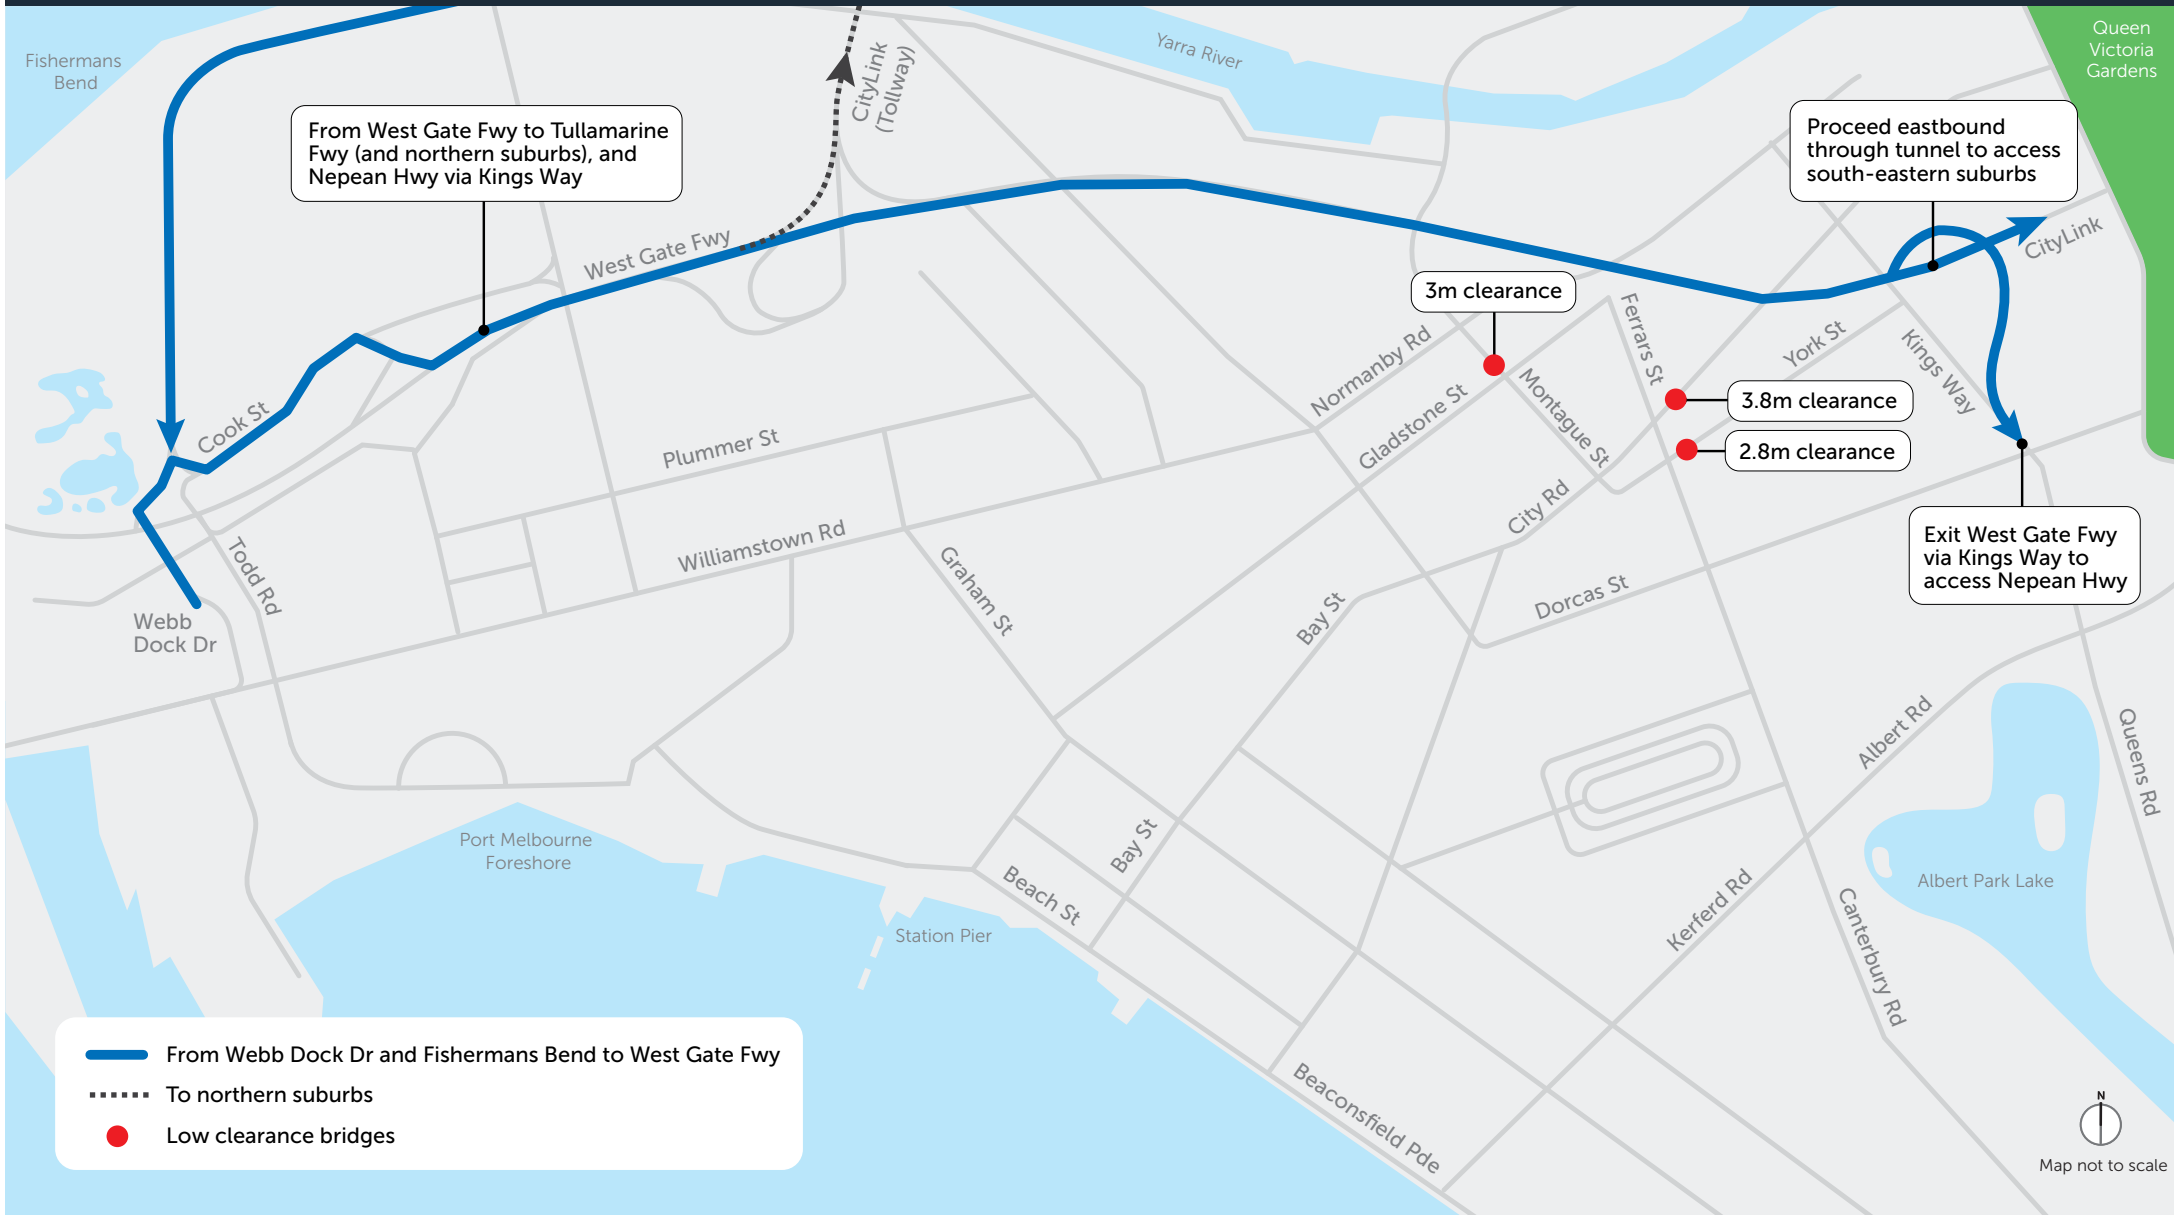 Fishermans
Bend
Yarra River
Queen
Victoria
Gardens
CityLink
(Tollway)
From West Gate Fwy to Tullamarine
Fwy (and northern suburbs), and
Nepean Hwy via Kings Way
Proceed eastbound
through tunnel to access
south-eastern suburbs
West Gate Fwy
CityLink
3m clearance
Ferrars St
Normanby Rd
York St
Kings Way
Gladstone St
Montague St
3.8m clearance
2.8m clearance
Cook St
Plummer St
City Rd
Williamstown Rd
Todd Rd
Graham St
Exit West Gate Fwy
via Kings Way to
access Nepean Hwy
Dorcas St
Bay St
Webb
Dock Dr
Albert Rd
Queens Rd
Port Melbourne
Foreshore
Bay St
Beach St
Station Pier
Kerferd Rd
Albert Park Lake
Canterbury Rd
Beaconsfield Pde
From Webb Dock Dr and Fishermans Bend to West Gate Fwy
To northern suburbs
Low clearance bridges
N
Map not to scale